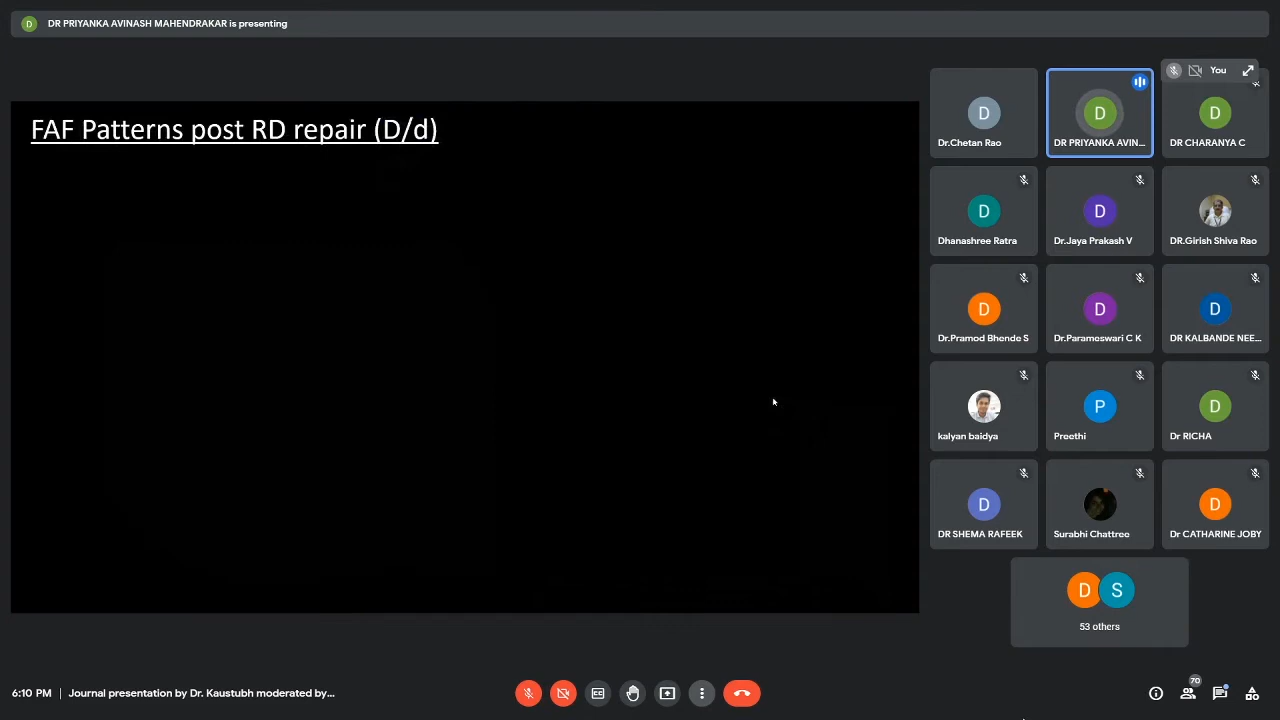 D
DR PRIYANKA AVINASH MAHENDRAKAR is presenting
FAF Patterns post RD repair (D/d)
You
D
Dr.Chetan Rao
D
DR PRIYANKA AVIN...
D
DR CHARANYA C
D
Dhanashree Ratra
D
Dr.Jaya Prakash V
DR.Girish Shiva Rao
D
Dr.Pramod Bhende S
D
Dr.Parameswari C K
D
DR KALBANDE NEE...
kalyan baidya
P
Preethi
D
Dr RICHA
D
DR SHEMA RAFEEK
Surabhi Chattree
D
Dr CATHARINE JOBY
D S
53 others
6:10 PM | Journal presentation by Dr. Kaustubh moderated by...
CC
70